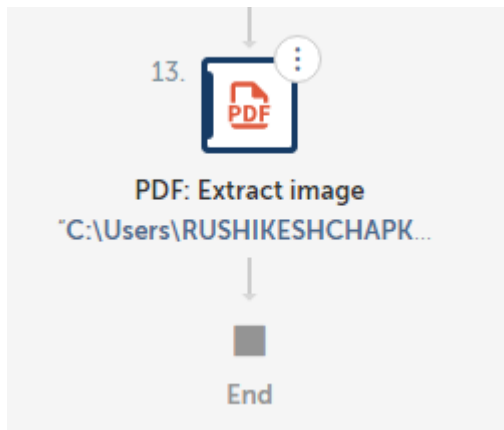 13.
PDF
PDF: Extract image
"C:\Users\RUSHIKESHCHAPK...
End